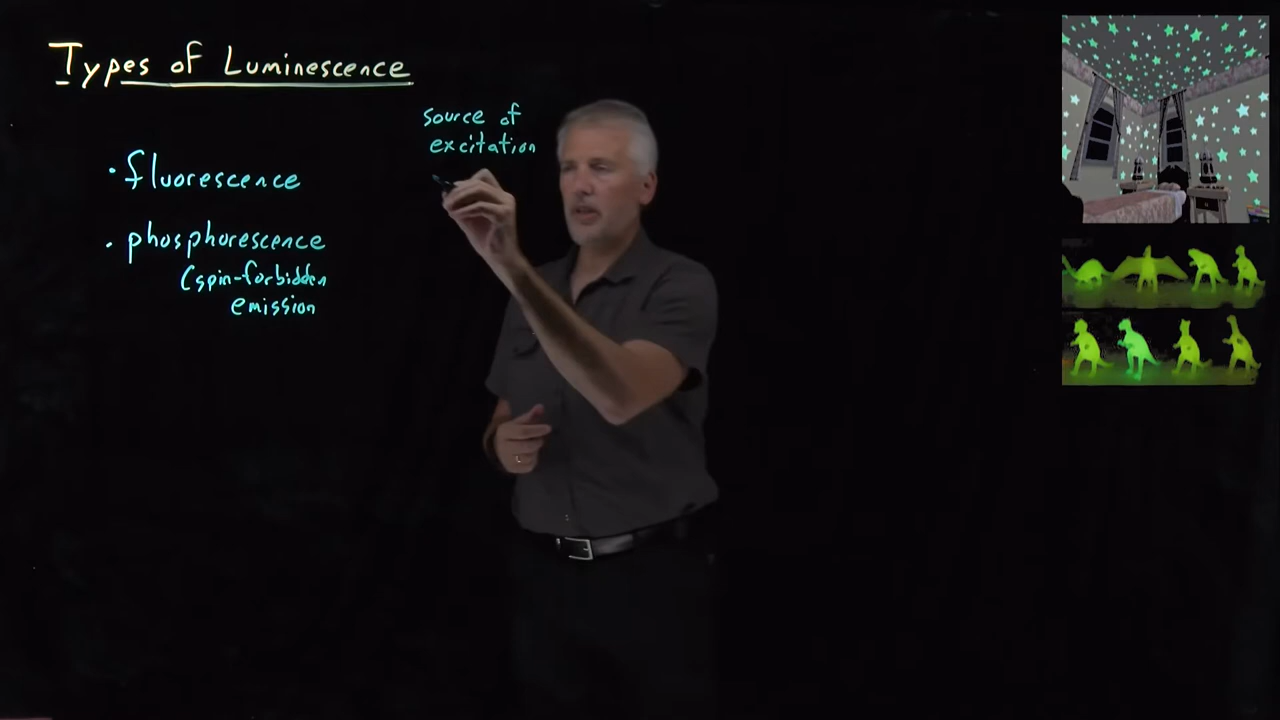 Types of Luminescence
source of
excitation
• fluorescence
• phosphorescence
(spin-forbidden
emission